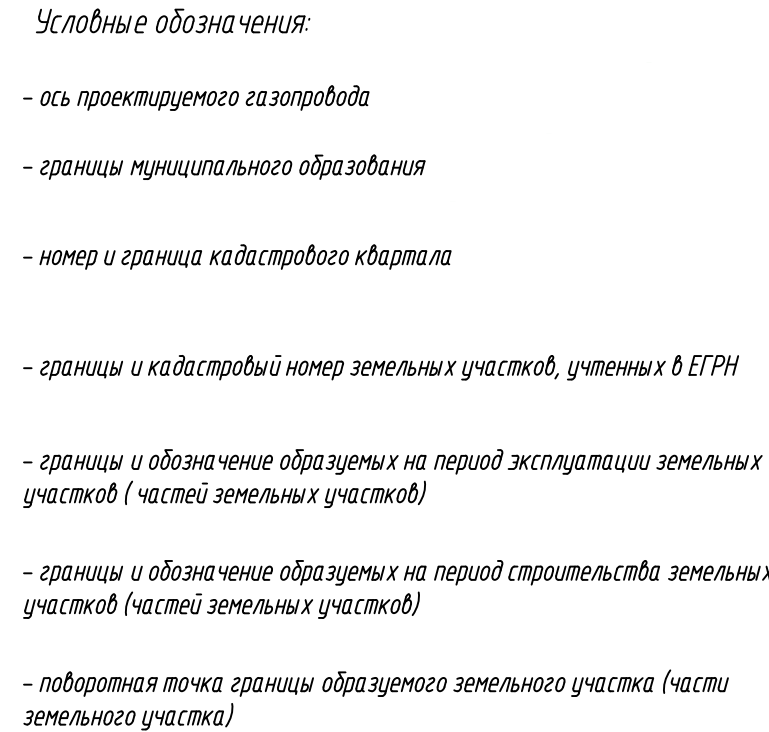 Условные обозначения:
- ось проектируемого газопровода
- границы муниципального образования
- номер и граница кадастрового квартала
- границы и кадастровый номер земельных участков, учтенных в ЕГРН
- границы и обозначение образуемых на период эксплуатации земельных
участков ( частей земельных участков)
- границы и обозначение образуемых на период строительства земельных
участков (частей земельных участков)
- поворотная точка границы образуемого земельного участка (части
земельного участка)